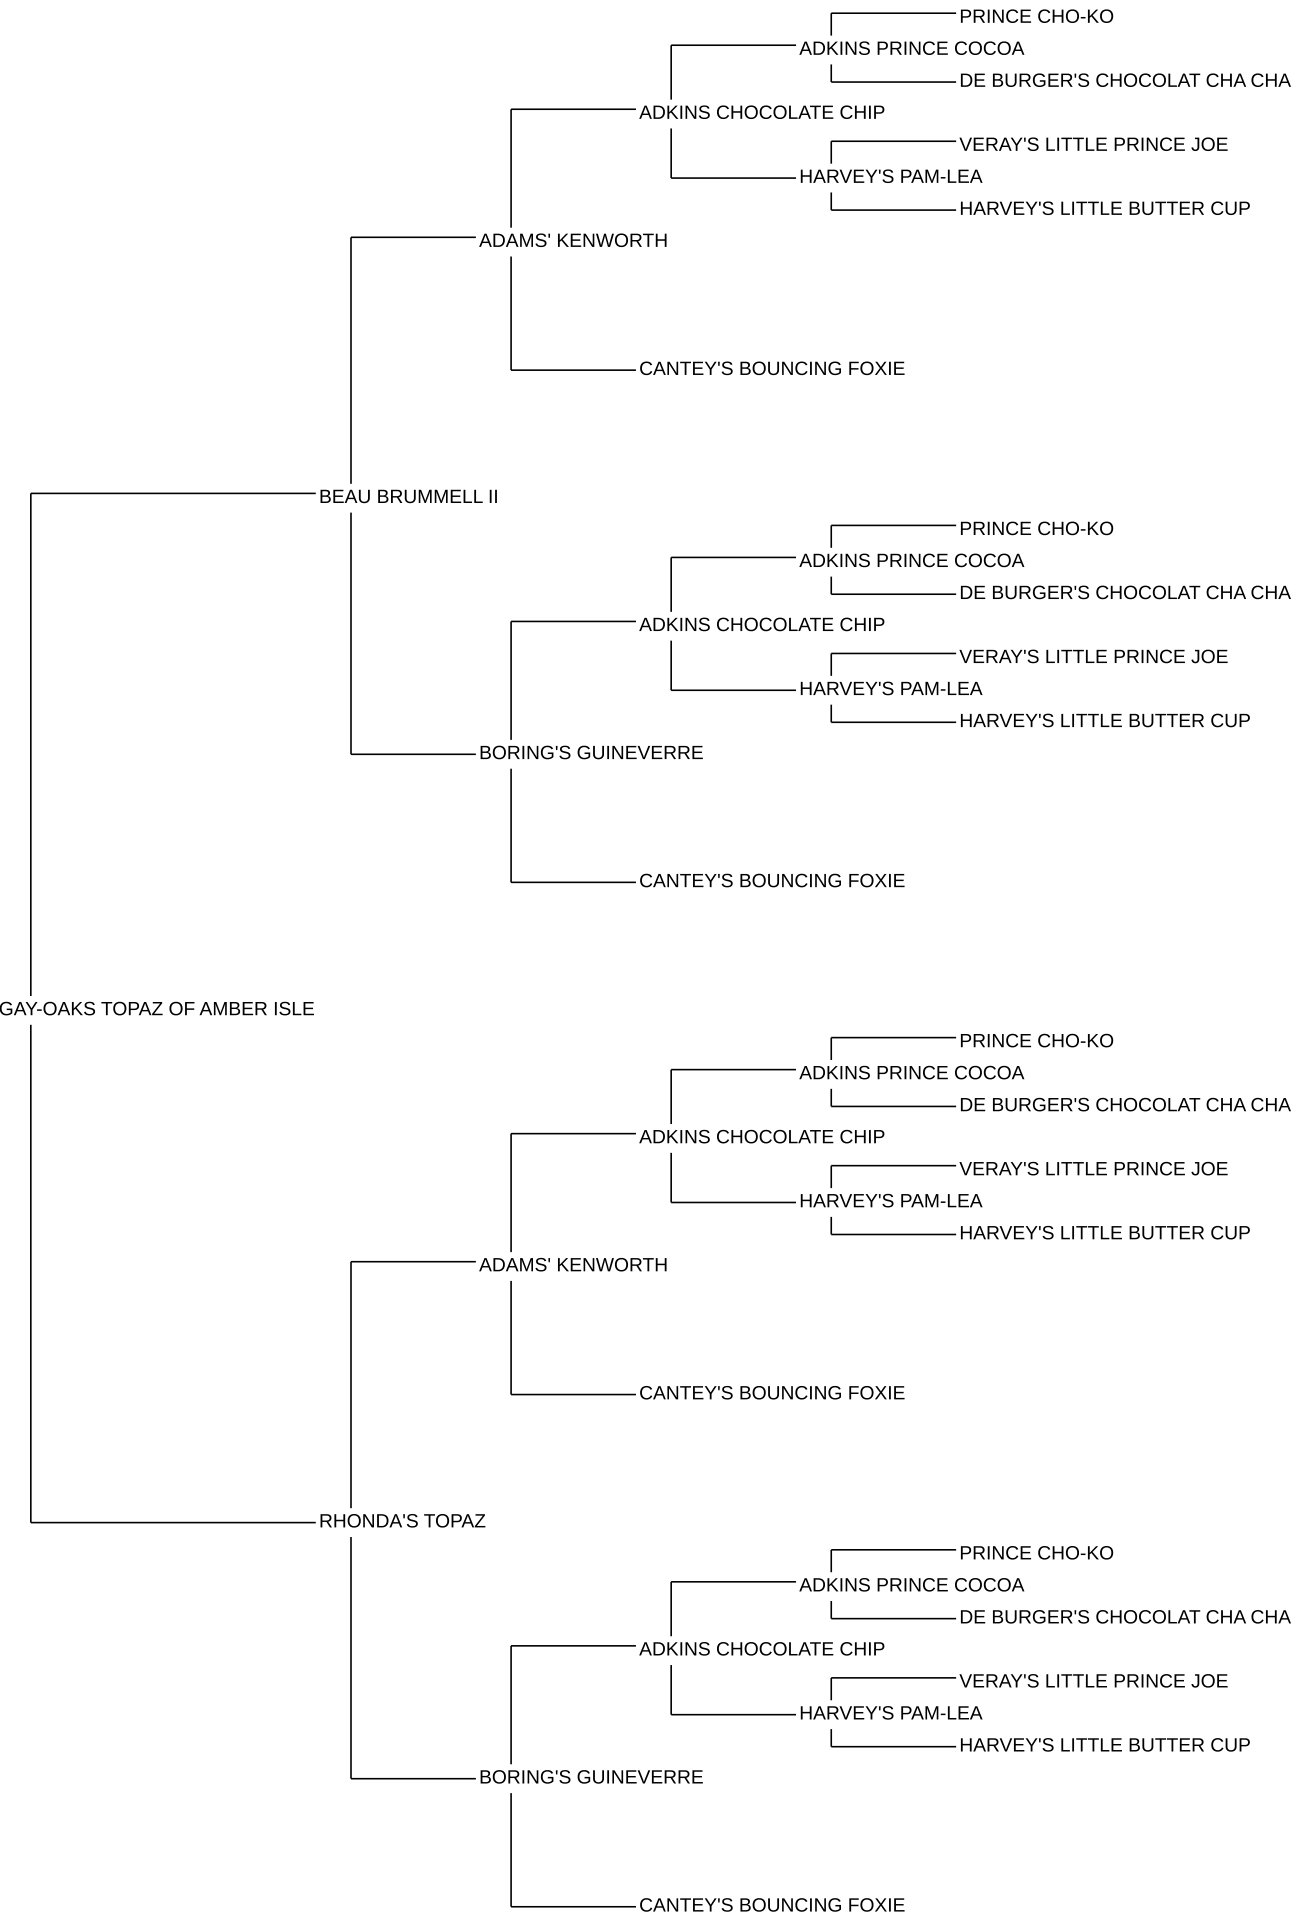 PRINCE CHO-KO
ADKINS PRINCE COCOA
DE BURGER'S CHOCOLAT CHA CHA
ADKINS CHOCOLATE CHIP
VERAY'S LITTLE PRINCE JOE
HARVEY'S PAM-LEA
HARVEY'S LITTLE BUTTER CUP
ADAMS' KENWORTH
CANTEY'S BOUNCING FOXIE
BEAU BRUMMELL II
PRINCE CHO-KO
ADKINS PRINCE COCOA
DE BURGER'S CHOCOLAT CHA CHA
ADKINS CHOCOLATE CHIP
VERAY'S LITTLE PRINCE JOE
HARVEY'S PAM-LEA
HARVEY'S LITTLE BUTTER CUP
BORING'S GUINEVERRE
CANTEY'S BOUNCING FOXIE
GAY-OAKS TOPAZ OF AMBER ISLE
PRINCE CHO-KO
ADKINS PRINCE COCOA
DE BURGER'S CHOCOLAT CHA CHA
ADKINS CHOCOLATE CHIP
VERAY'S LITTLE PRINCE JOE
HARVEY'S PAM-LEA
HARVEY'S LITTLE BUTTER CUP
ADAMS' KENWORTH
CANTEY'S BOUNCING FOXIE
RHONDA'S TOPAZ
PRINCE CHO-KO
ADKINS PRINCE COCOA
DE BURGER'S CHOCOLAT CHA CHA
ADKINS CHOCOLATE CHIP
VERAY'S LITTLE PRINCE JOE
HARVEY'S PAM-LEA
HARVEY'S LITTLE BUTTER CUP
BORING'S GUINEVERRE
CANTEY'S BOUNCING FOXIE